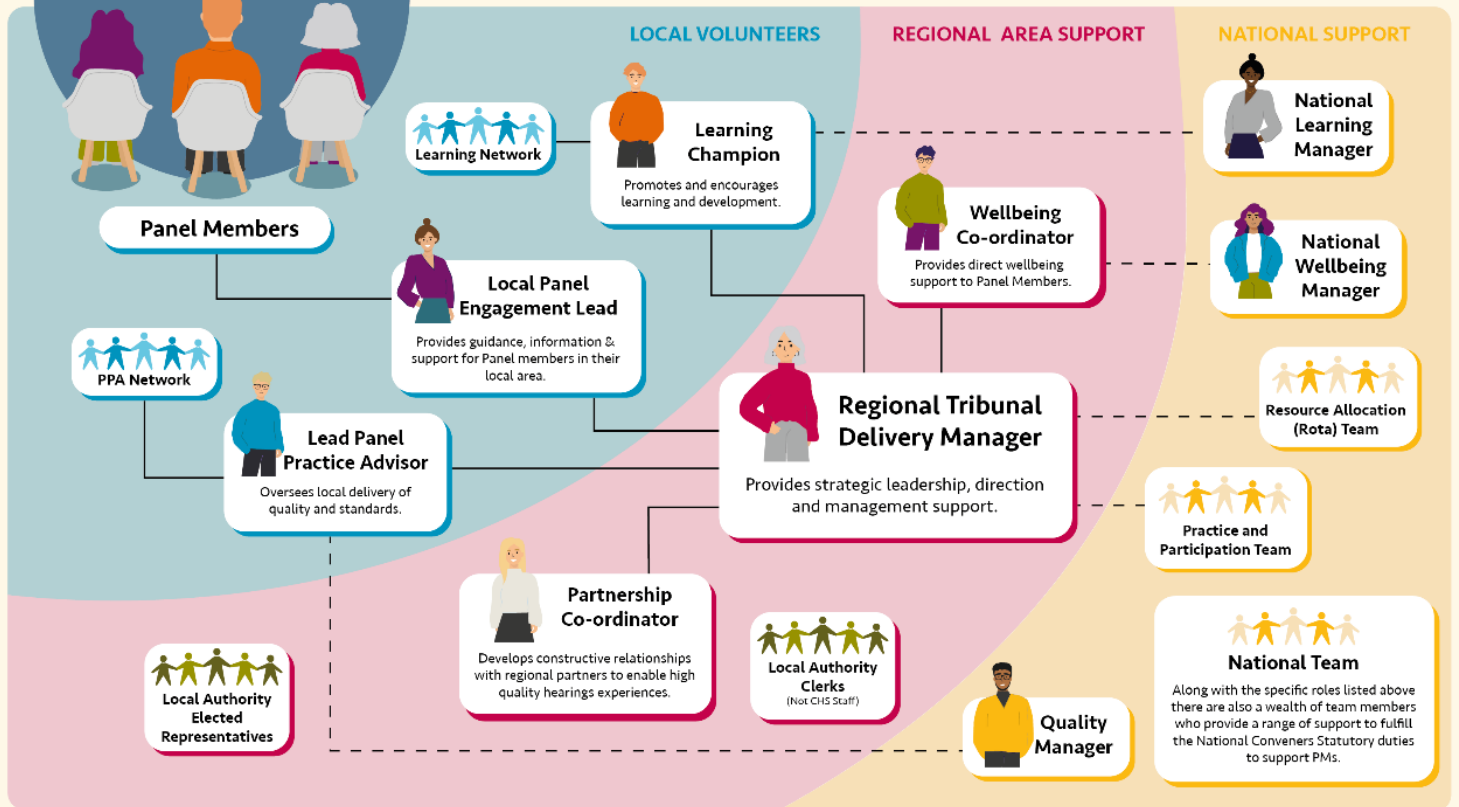 LOCAL VOLUNTEERS
REGIONAL AREA SUPPORT
NATIONAL SUPPORT
Learning Network
Learning
Champion
Promotes and encourages
learning and development.
National
Learning
Manager
Panel Members
Wellbeing
Co-ordinator
Provides direct wellbeing
support to Panel Members.
National
Wellbeing
Manager
Local Panel
Engagement Lead
Provides guidance, information &
support for Panel members in their
local area.
PPA Network
Lead Panel
Practice Advisor
Oversees local delivery of
quality and standards.
Regional Tribunal
Delivery Manager
Provides strategic leadership, direction
and management support.
Resource Allocation
(Rota) Team
Practice and
Participation Team
Partnership
Co-ordinator
Develops constructive relationships
with regional partners to enable high
quality hearings experiences.
Local Authority
Clerks
(Not CHS Staff)
Local Authority
Elected
Representatives
Quality
Manager
National Team
Along with the specific roles listed above
there are also a wealth of team members
who provide a range of support to fulfill
the National Conveners Statutory duties
to support PMs.